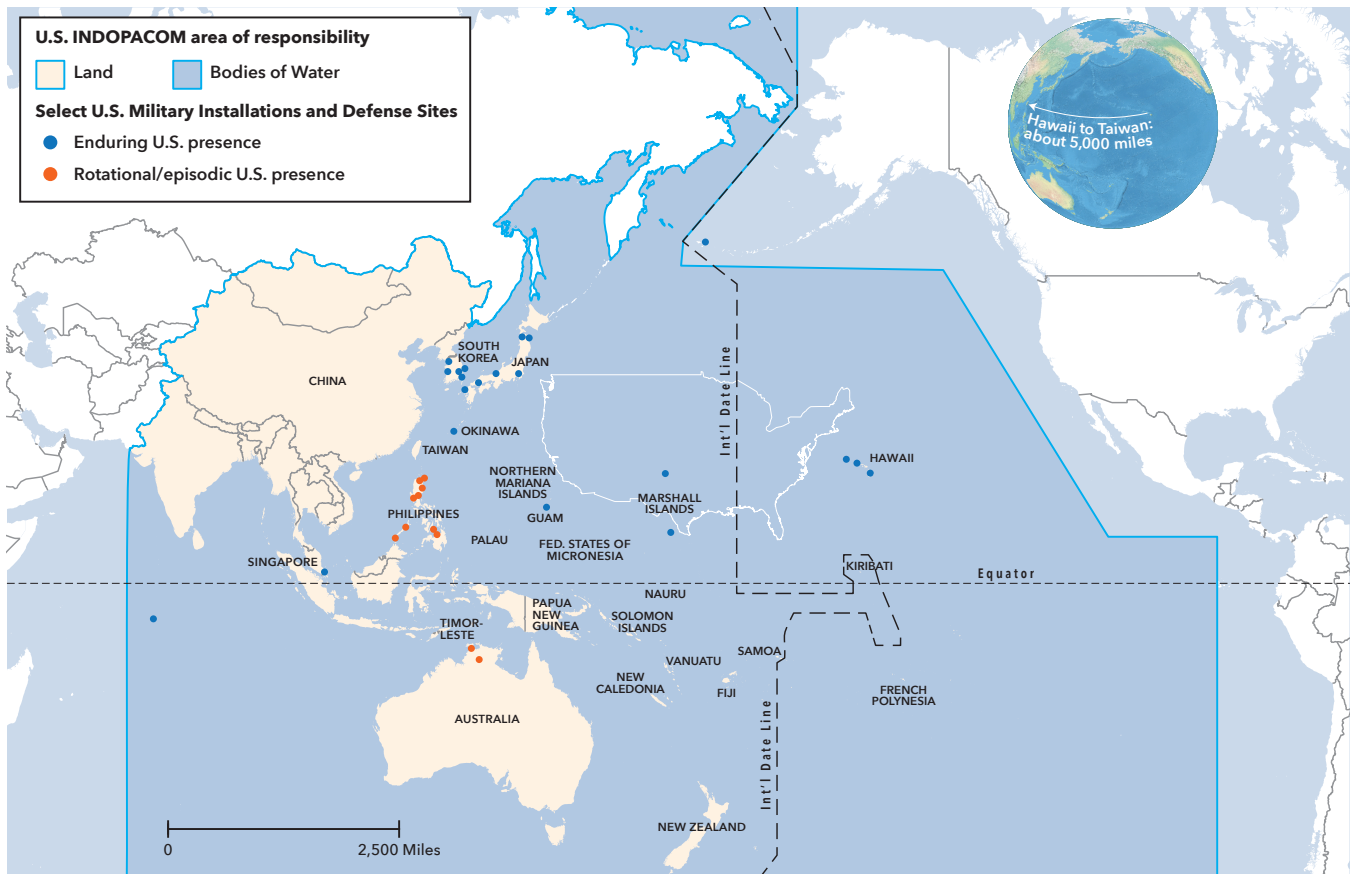 U.S. INDOPACOM area of responsibility
Land
Bodies of Water
Select U.S. Military Installations and Defense Sites
Enduring U.S. presence
Rotational/episodic U.S. presence
Hawaii to Taiwan:
about 5,000 miles
SOUTH
KOREA
JAPAN
CHINA
Int'l Date Line
OKINAWA
TAIWAN
HAWAII
NORTHERN
MARIANA
ISLANDS
MARSHALL
ISLANDS
PHILIPPINES
GUAM
PALAU
FED. STATES OF
MICRONESIA
SINGAPORE
KIRIBATI
Equator
NAURU
PAPUA
NEW
GUINEA
SOLOMON
ISLANDS
TIMOR-
LESTE
SAMOA
VANUATU
NEW
CALEDONIA
FIJI
FRENCH
POLYNESIA
AUSTRALIA
Int'l Date Line
NEW ZEALAND
0
2,500 Miles